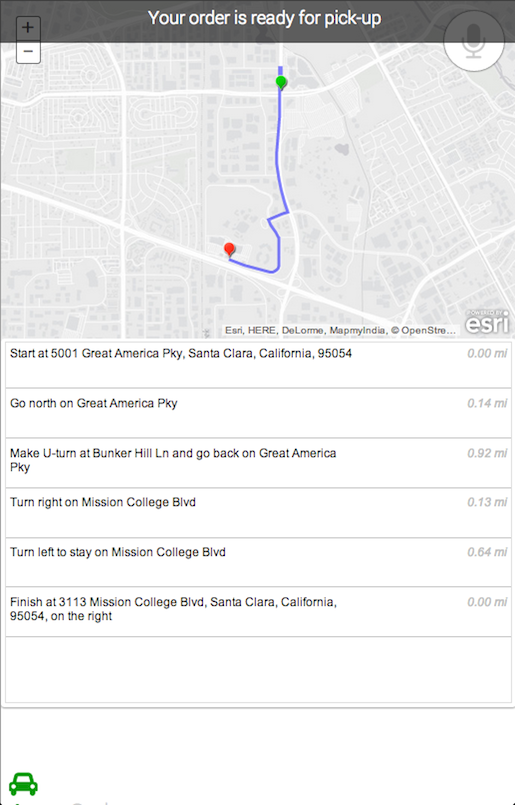 Your order is ready for pick-up
+
−
Esri, HERE, DeLorme, MapmyIndia, © OpenStre...
POWERED BY
esri
Start at 5001 Great America Pky, Santa Clara, California, 95054 0.00 mi
Go north on Great America Pky 0.14 mi
Make U-turn at Bunker Hill Ln and go back on Great America 0.92 mi
Pky
Turn right on Mission College Blvd 0.13 mi
Turn left to stay on Mission College Blvd 0.64 mi
Finish at 3113 Mission College Blvd, Santa Clara, California, 0.00 mi
95054, on the right